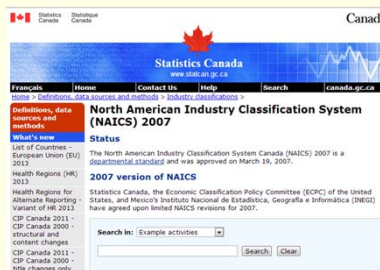 Statistics Statistique
Canada Canada
Canad
Statistics Canada
www.statcan.gc.ca
Français Home Contact Us Help Search canada.gc.ca
Home > Definitions, data sources and methods > Industry classifications >
Definitions, data
sources and
methods
What's new
List of Countries -
European Union (EU)
2013
Health Regions (HR)
2013
Health Regions for
Alternate Reporting -
Variant of HR 2013
CIP Canada 2011 -
CIP Canada 2000 -
structural and
content changes
CIP Canada 2011 -
CIP Canada 2000 -
title changes only
North American Industry Classification System
(NAICS) 2007
Status
The North American Industry Classification System Canada (NAICS) 2007 is a
departmental standard and was approved on March 19, 2007.
2007 version of NAICS
Statistics Canada, the Economic Classification Policy Committee (ECPC) of the United
States, and Mexico's Instituto Nacional de Estadística, Geografía e Informática (INEGI)
have agreed upon limited NAICS revisions for 2007.
Search in: Example activities
Search Clear